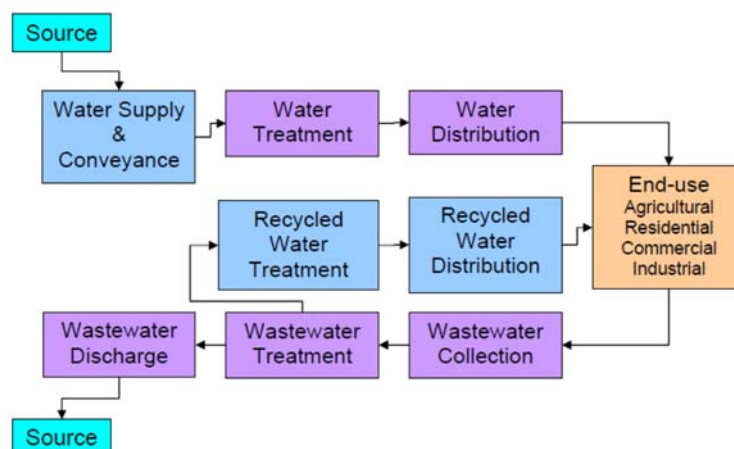 Source
Water Supply
&
Conveyance
Water
Treatment
Water
Distribution
End-use
Agricultural
Residential
Commercial
Industrial
Recycled
Water
Treatment
Recycled
Water
Distribution
Wastewater
Discharge
Wastewater
Treatment
Wastewater
Collection
Source